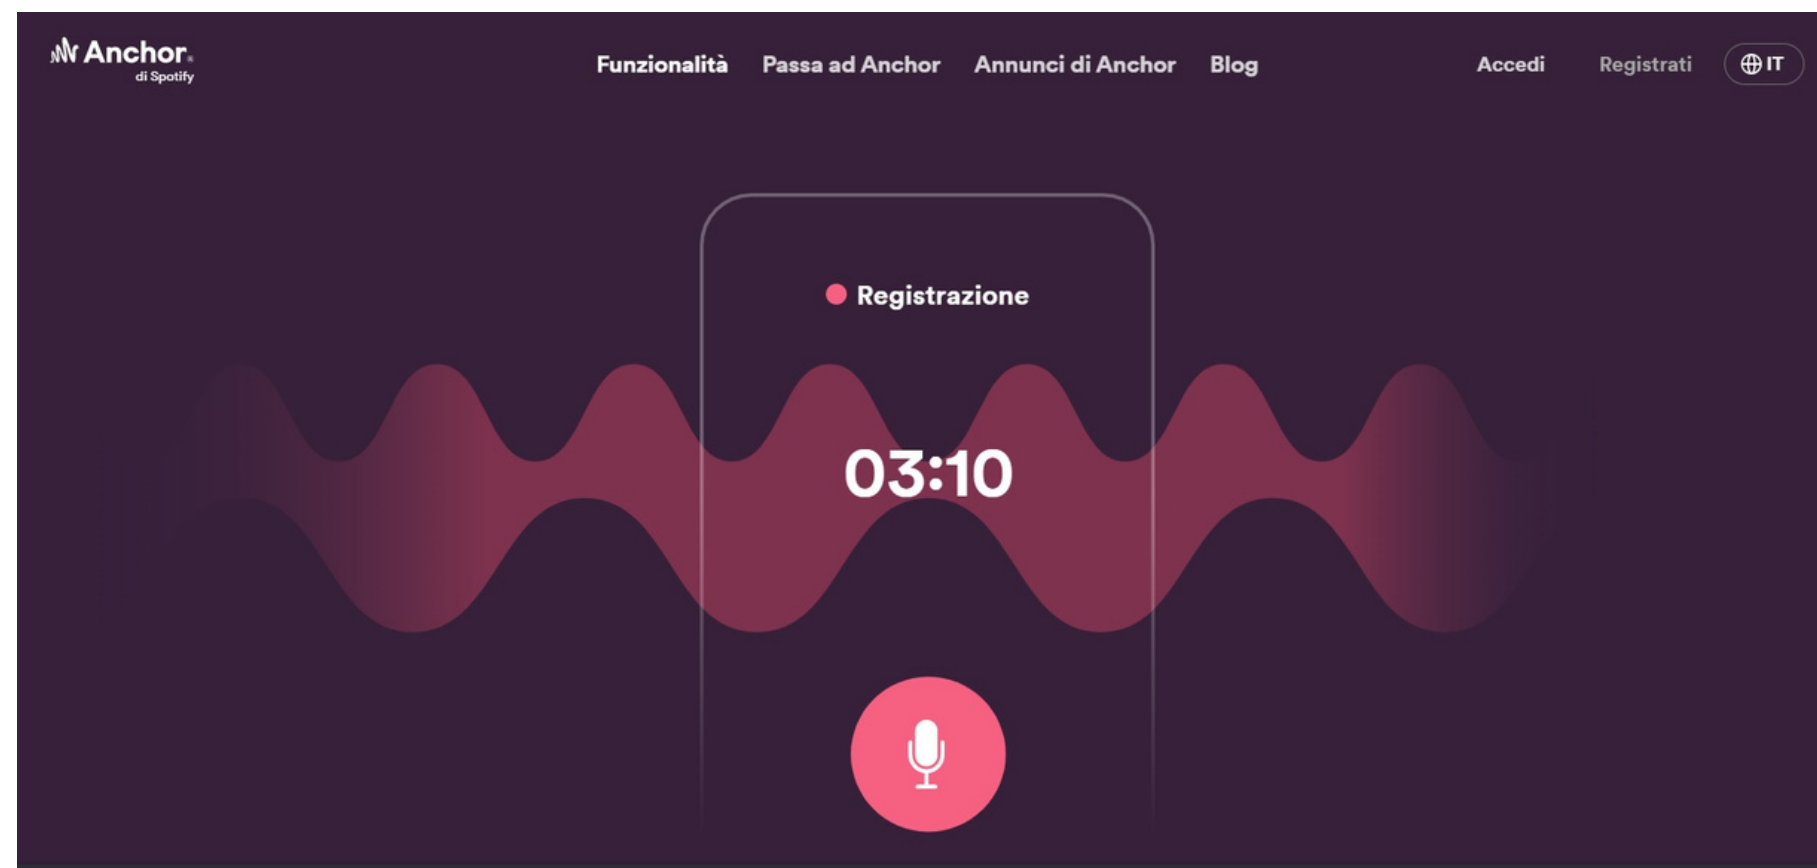 Anchor
di Spotify
Funzionalità Passa ad Anchor Annunci di Anchor Blog
Accedi Registrati IT
Registrazione
03:10